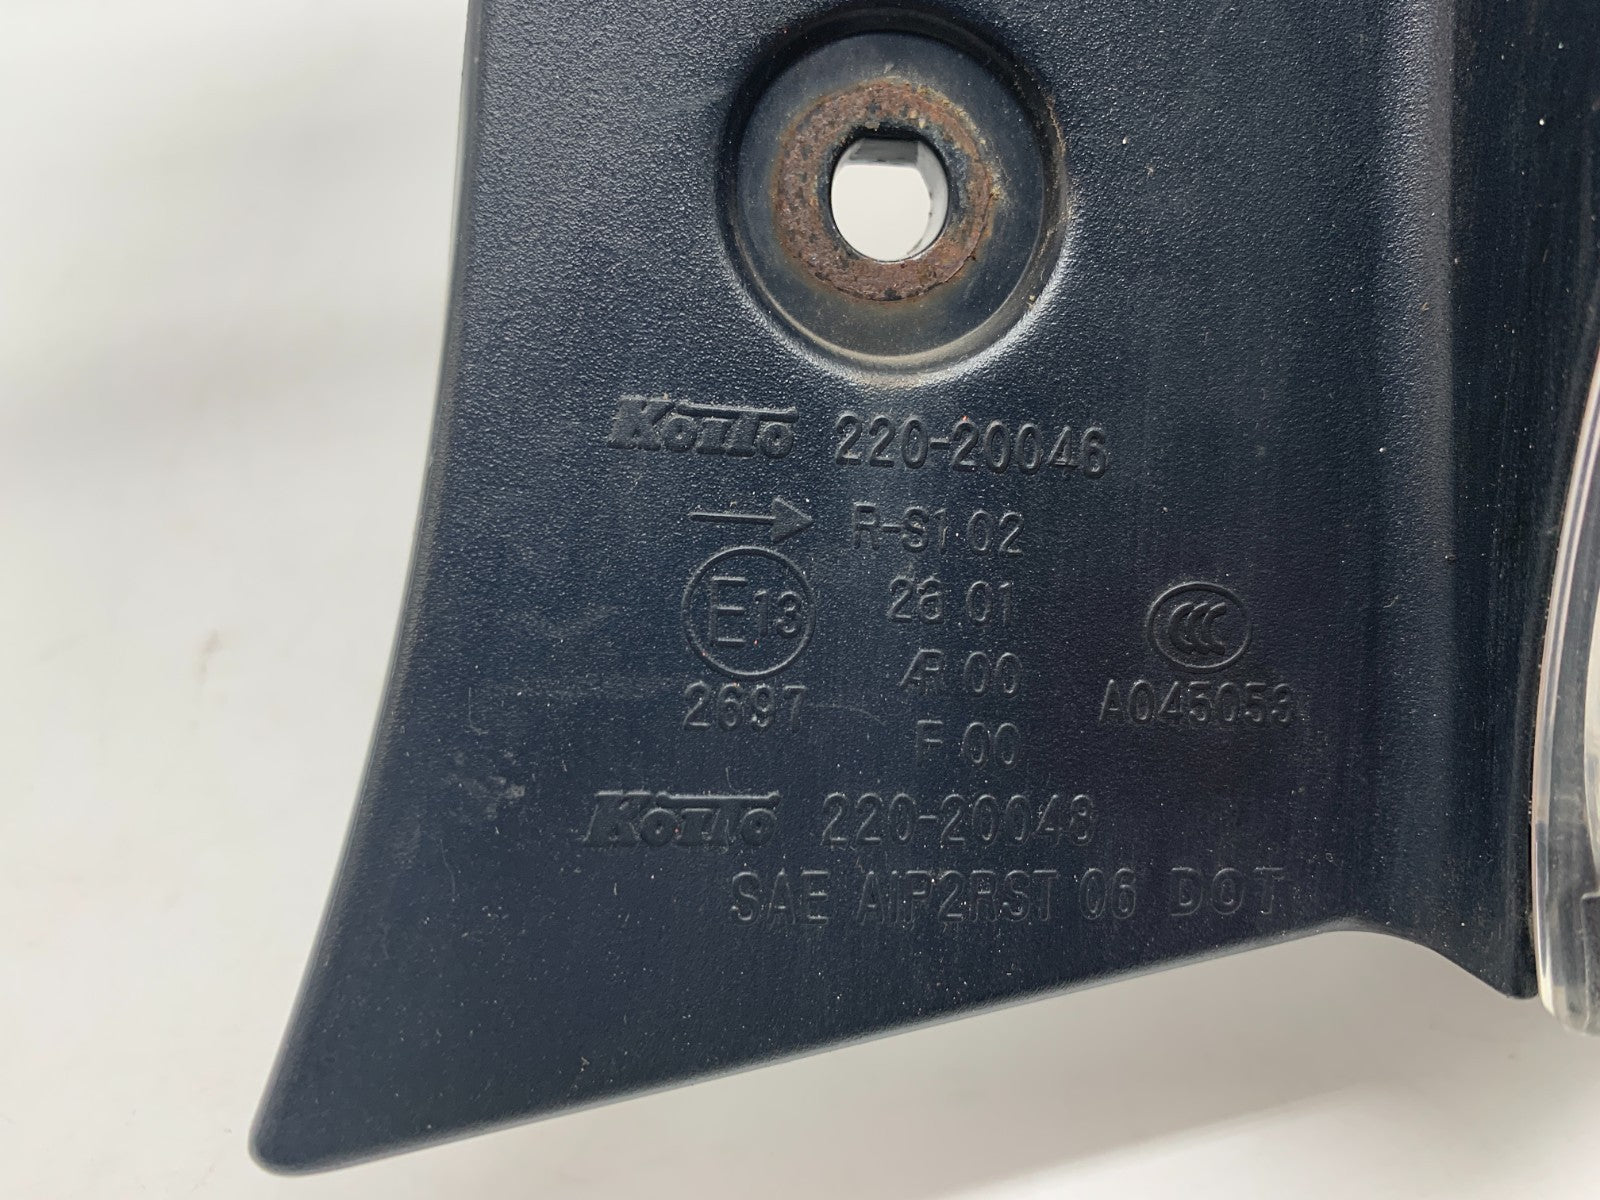 KOITO 220-20046
→ R-S1 02
E13 26 01
AR 00
2697 A045053
F 00
KOITO 220-20048
SAE AIP2RST 06 DOT
CCC